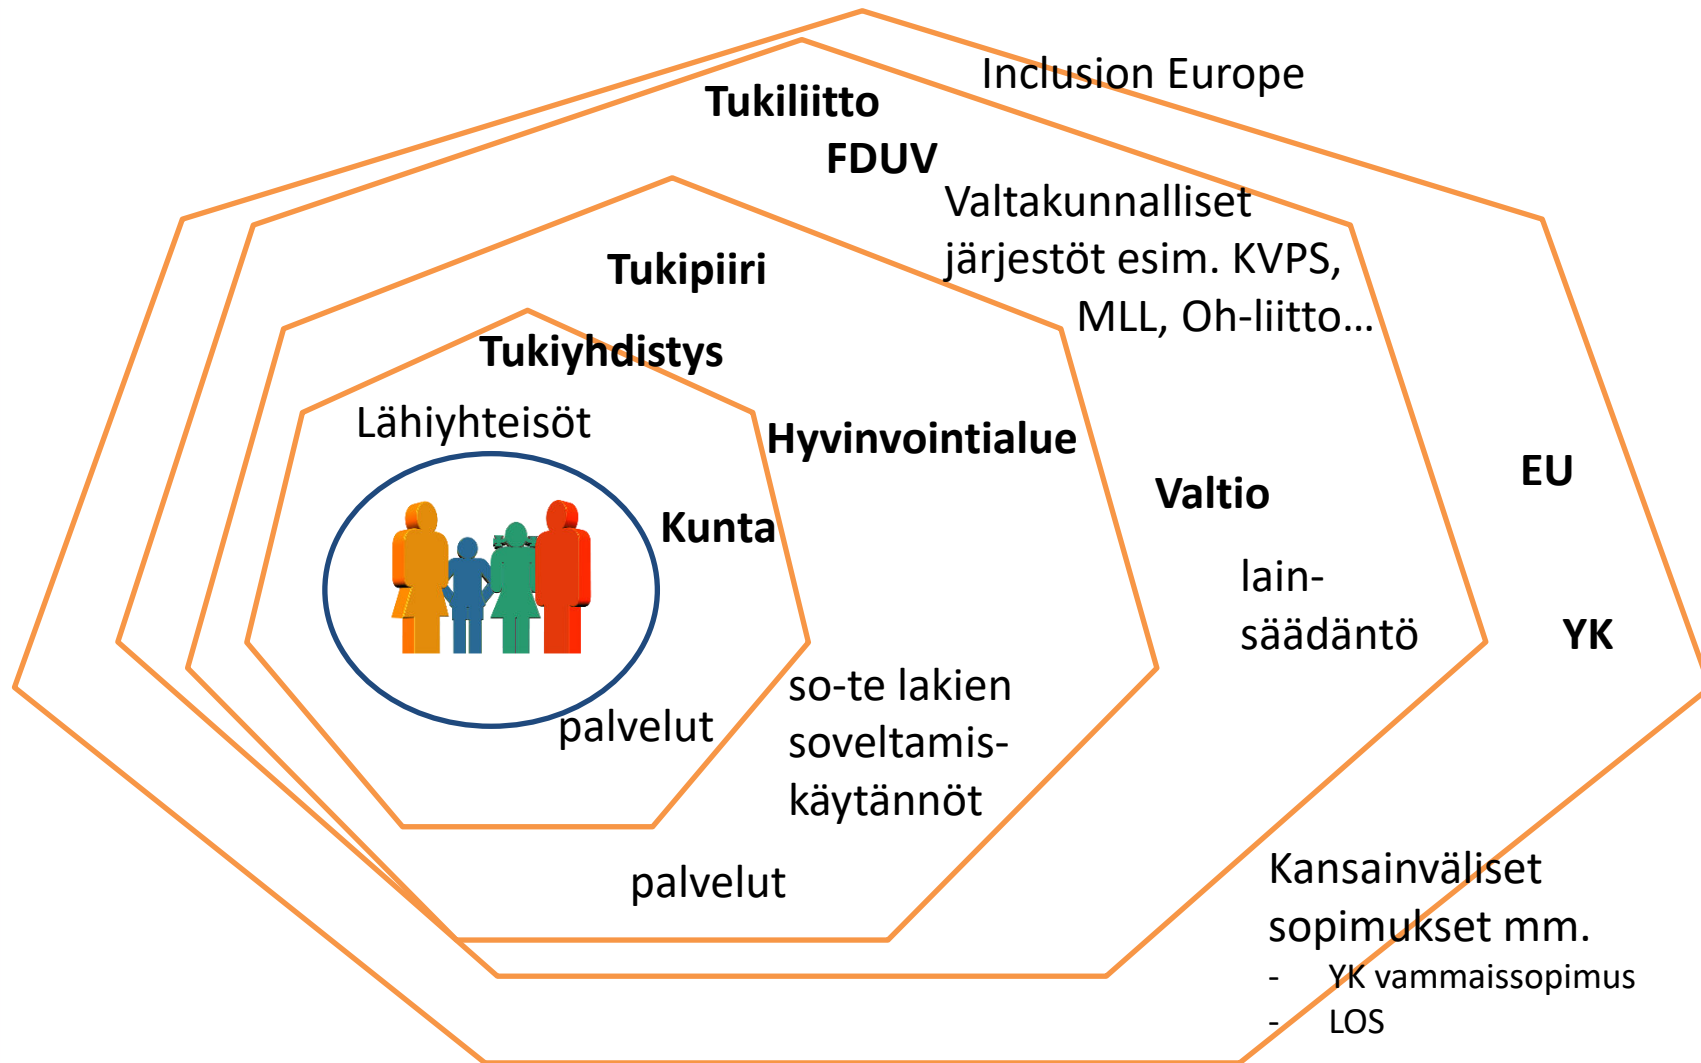 Inclusion Europe
Tukiliitto
FDUV
Valtakunnalliset
järjestöt esim. KVPS,
MLL, Oh-liitto…
Tukipiiri
Tukiyhdistys
Lähiyhteisöt
Hyvinvointialue
Kunta
Valtio
EU
lain-
säädäntö
YK
so-te lakien
soveltamis-
käytännöt
palvelut
palvelut
Kansainväliset
sopimukset mm.
- YK vammaissopimus
- LOS